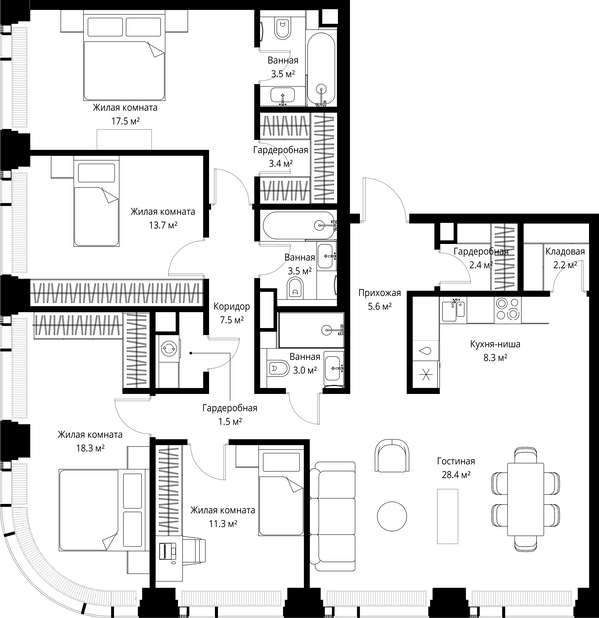 Ванная
3.5 м²
Жилая комната
17.5 м²
Гардеробная
3.4 м²
Жилая комната
13.7 м²
Ванная
3.5 м²
Гардеробная
2.4 м²
Кладовая
2.2 м²
Прихожая
5.6 м²
Коридор
7.5 м²
Кухня-ниша
8.3 м²
Ванная
3.0 м²
Гардеробная
1.5 м²
Жилая комната
18.3 м²
Гостиная
28.4 м²
Жилая комната
11.3 м²